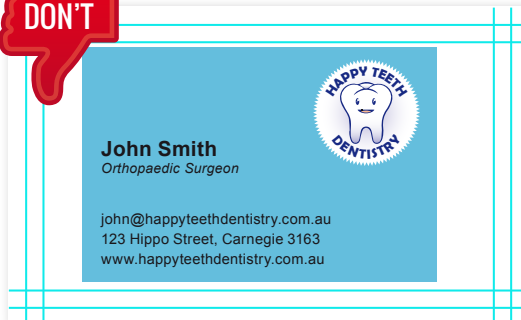 DON'T
HAPPY TEETH
DENTISTRY
John Smith
Orthopaedic Surgeon
john@happyteethdentistry.com.au
123 Hippo Street, Carnegie 3163
www.happyteethdentistry.com.au